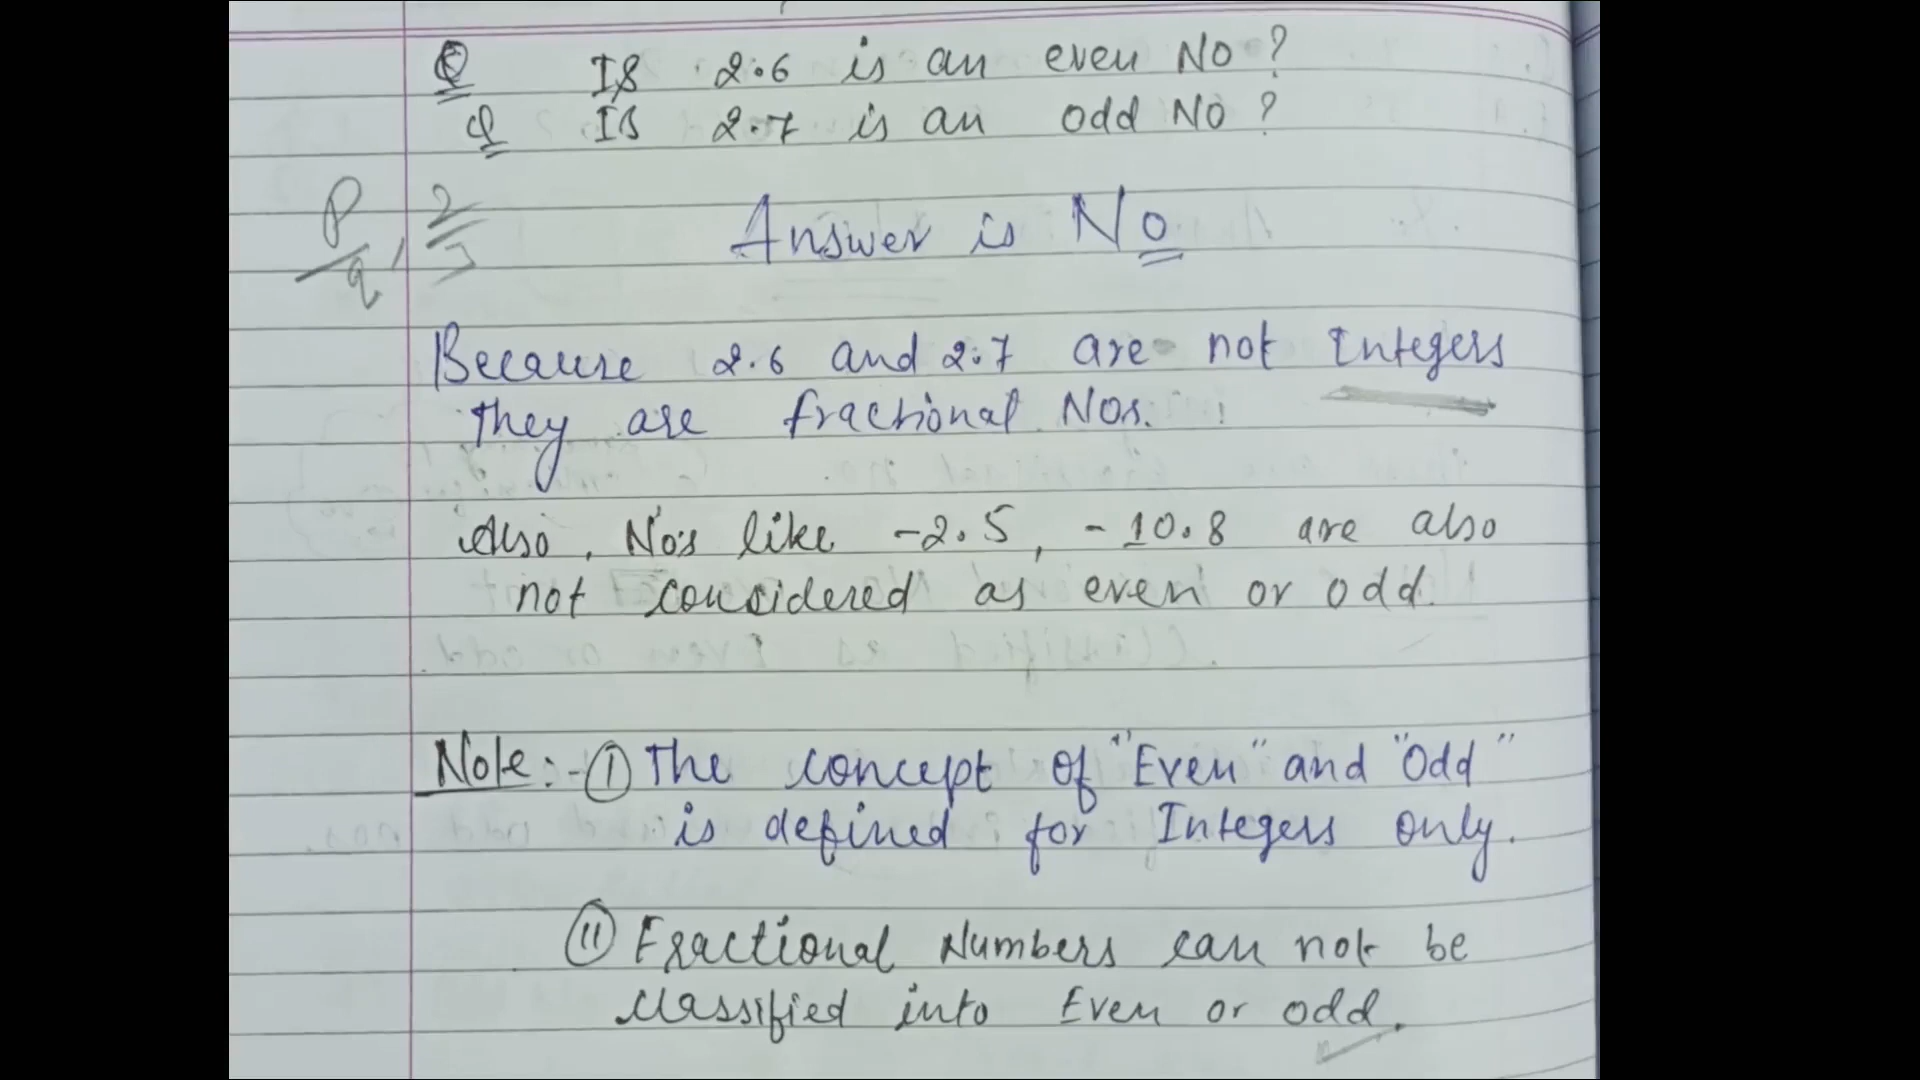 Q IS 2.6 is an even No ?
Q IS 2.7 is an odd NO ?
P/q, 2/
Answer is No
Because 2.6 and 2.7 are not Integers
They are fractional Nos.
Also, No's like -2.5, -10.8 are also
not considered as even or odd.
Note:- (I) The concept of "Even" and "Odd"
is defined for Integers only.
(II) Fractional Numbers can not be
classified into Even or odd.